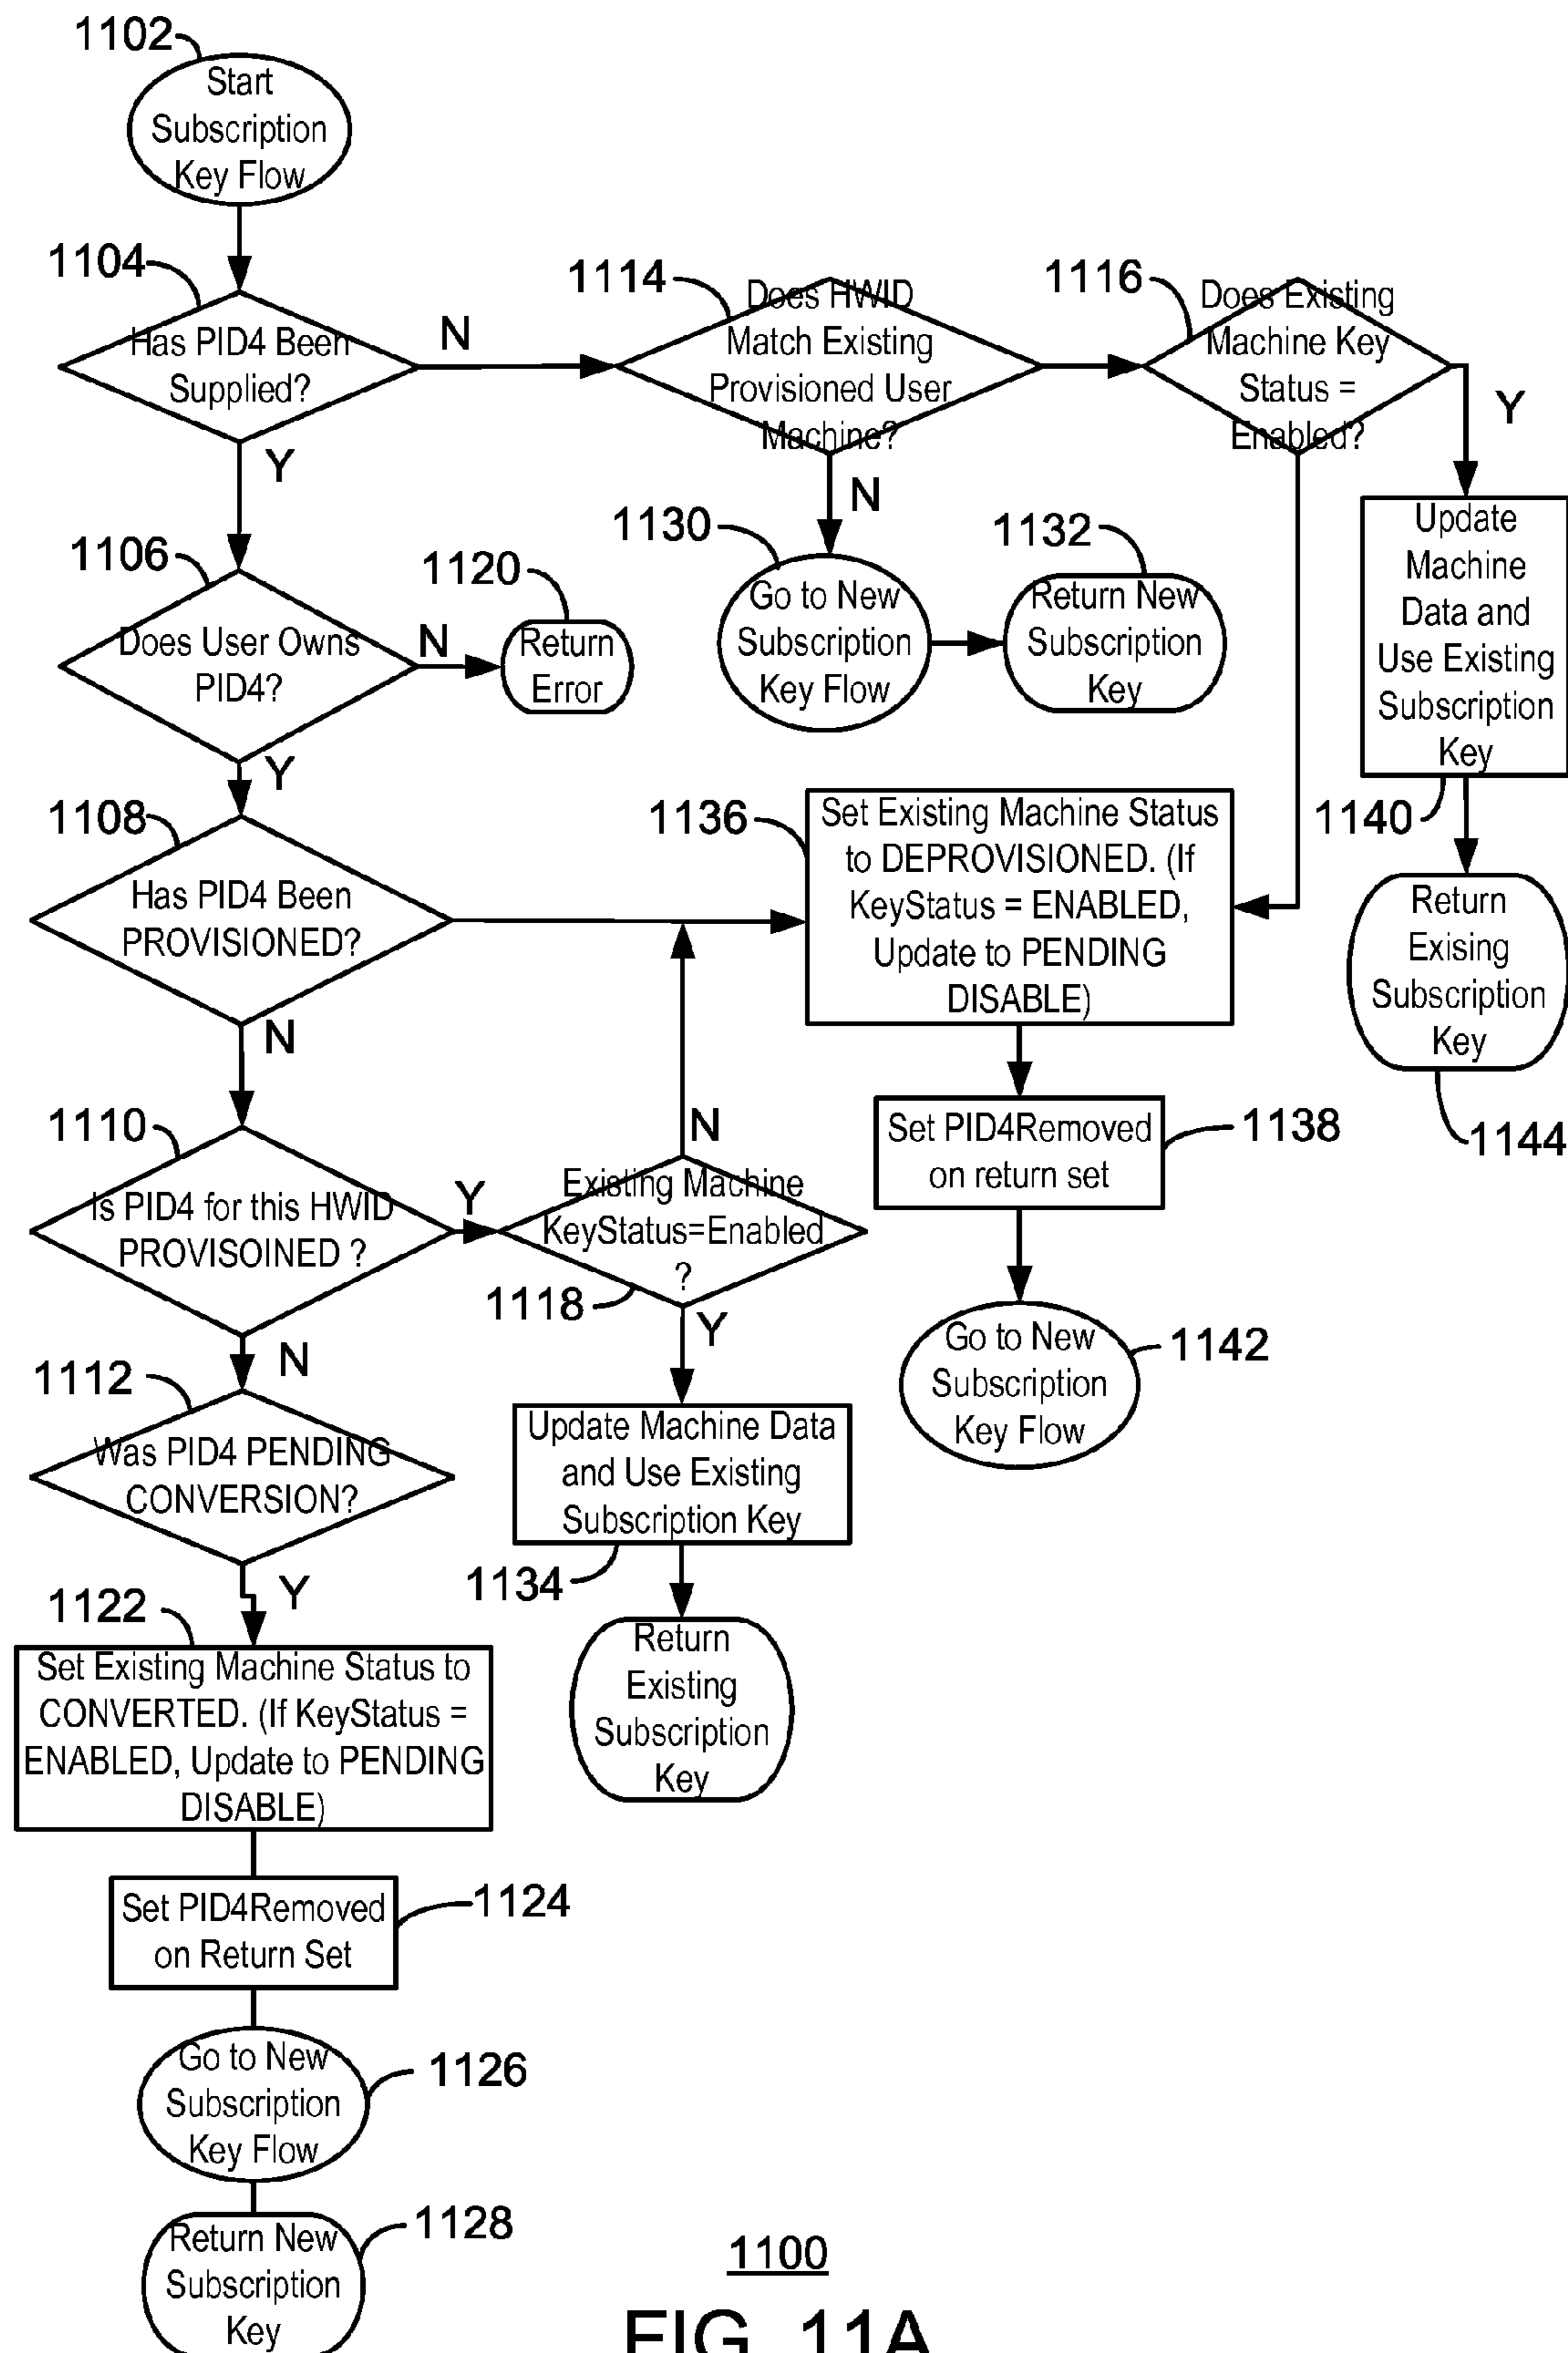 1102
Start
Subscription
Key Flow
1104
Has PID4 Been
Supplied?
N
Y
1114
Does HWID
Match Existing
Provisioned User
Machine?
N
1116
Does Existing
Machine Key
Status =
Enabled?
Y
1106
Does User Owns
PID4?
N
Y
1120
Return
Error
1130
Go to New
Subscription
Key Flow
1132
Return New
Subscription
Key
Update
Machine
Data and
Use Existing
Subscription
Key
1140
1108
Has PID4 Been
PROVISIONED?
N
1136
Set Existing Machine Status
to DEPROVISIONED. (If
KeyStatus = ENABLED,
Update to PENDING
DISABLE)
Return
Exising
Subscription
Key
1144
1110
Is PID4 for this HWID
PROVISOINED ?
Y
N
N
Existing Machine
KeyStatus=Enabled
?
1118
Y
Set PID4Removed
on return set
1138
Go to New
Subscription
Key Flow
1142
1112
Was PID4 PENDING
CONVERSION?
Y
Update Machine Data
and Use Existing
Subscription Key
1134
Return
Existing
Subscription
Key
1122
Set Existing Machine Status to
CONVERTED. (If KeyStatus =
ENABLED, Update to PENDING
DISABLE)
Set PID4Removed
on Return Set
1124
Go to New
Subscription
Key Flow
1126
Return New
Subscription
Key
1128
1100
FIG. 11A